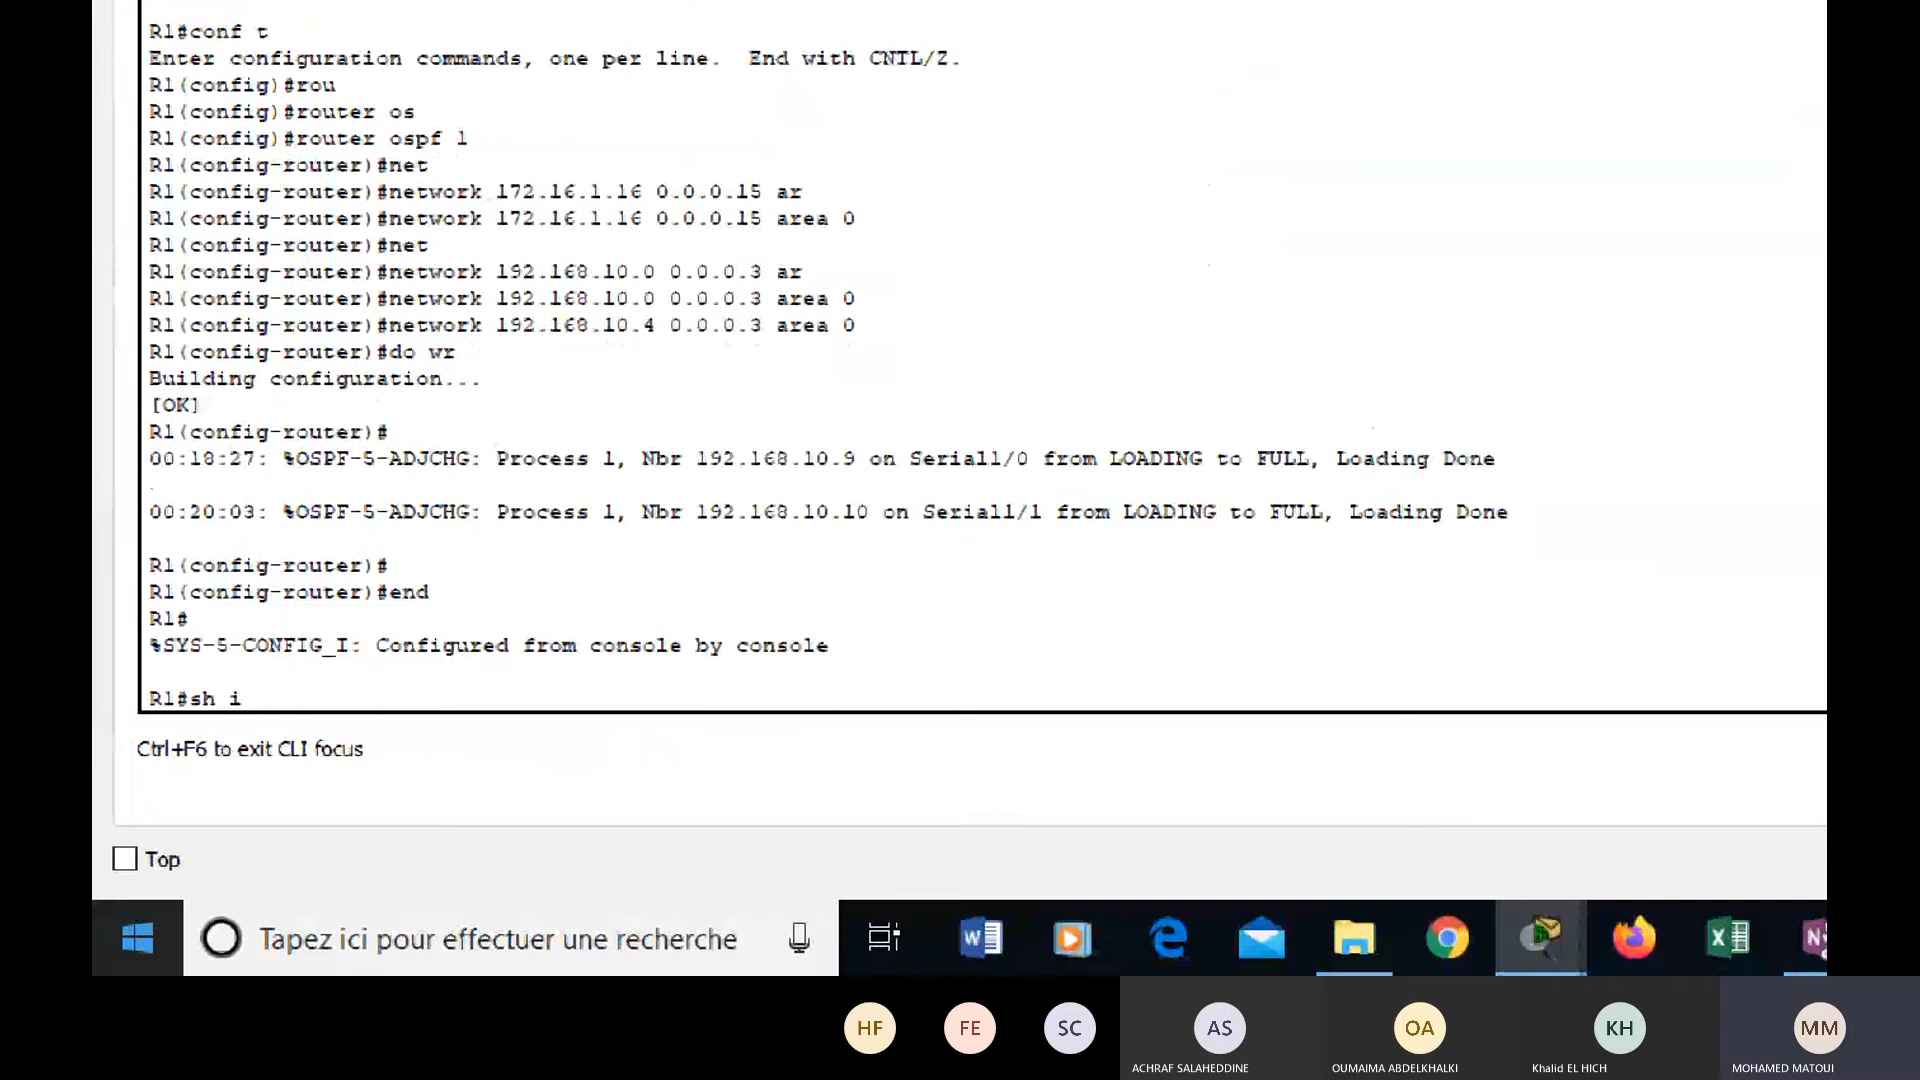 R1#conf t
Enter configuration commands, one per line.  End with CNTL/Z.
R1(config)#rou
R1(config)#router os
R1(config)#router ospf 1
R1(config-router)#net
R1(config-router)#network 172.16.1.16 0.0.0.15 ar
R1(config-router)#network 172.16.1.16 0.0.0.15 area 0
R1(config-router)#net
R1(config-router)#network 192.168.10.0 0.0.0.3 ar
R1(config-router)#network 192.168.10.0 0.0.0.3 area 0
R1(config-router)#network 192.168.10.4 0.0.0.3 area 0
R1(config-router)#do wr
Building configuration...
[OK]
R1(config-router)#
00:18:27: %OSPF-5-ADJCHG: Process 1, Nbr 192.168.10.9 on Serial1/0 from LOADING to FULL, Loading Done
00:20:03: %OSPF-5-ADJCHG: Process 1, Nbr 192.168.10.10 on Serial1/1 from LOADING to FULL, Loading Done
R1(config-router)#
R1(config-router)#end
R1#
%SYS-5-CONFIG_I: Configured from console by console
R1#sh i
Ctrl+F6 to exit CLI focus
Top
Tapez ici pour effectuer une recherche
HF FE SC AS OA KH MM
ACHRAF SALAHEDDINE OUMAIMA ABDELKHALKI Khalid EL HICH MOHAMED MATOUI